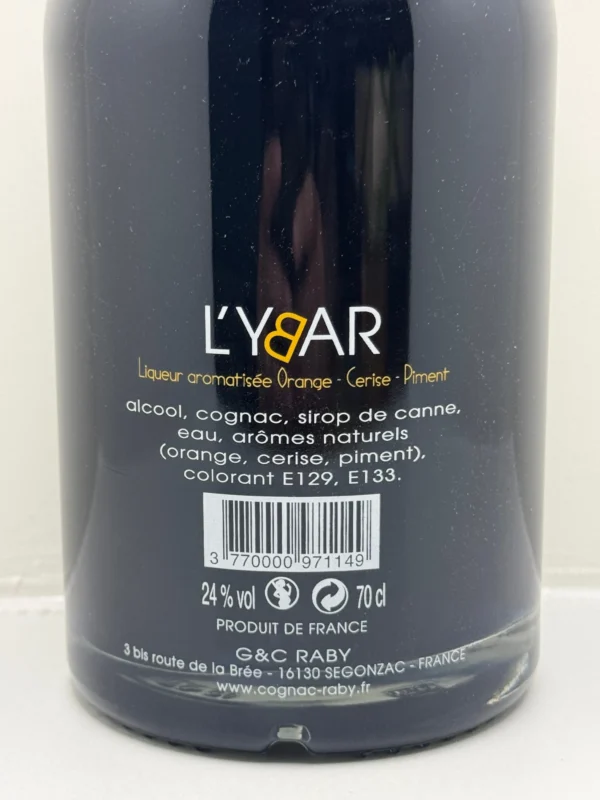 L'YBAR
Liqueur aromatisée Orange - Cerise - Piment
alcool, cognac, sirop de canne,
eau, arômes naturels
(orange, cerise, piment),
colorant E129, E133.
3 770000 971149
24 % vol 70 cl
PRODUIT DE FRANCE
G&C RABY
3 bis route de la Brée - 16130 SEGONZAC - FRANCE
www.cognac-raby.fr